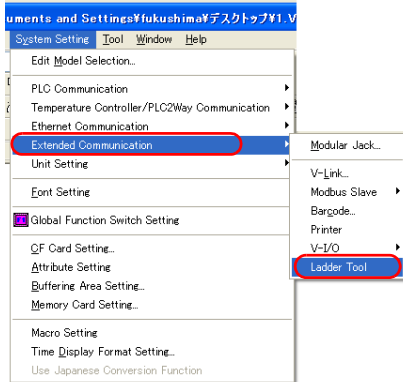 uments and Settings¥fukushima¥デスクトップ¥1.V
System Setting Tool Window Help
Edit Model Selection...
PLC Communication
Temperature Controller/PLC2Way Communication
Ethernet Communication
Extended Communication
Unit Setting
Font Setting
Global Function Switch Setting
CF Card Setting...
Attribute Setting
Buffering Area Setting...
Memory Card Setting...
Macro Setting
Time Display Format Setting...
Use Japanese Conversion Function
Modular Jack...
V-Link...
Modbus Slave
Barcode...
Printer
V-I/O
Ladder Tool